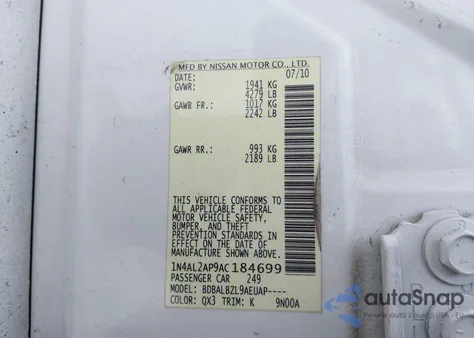 MFD BY NISSAN MOTOR CO., LTD.
DATE: 07/10
GVWR: 1941 KG
4279 LB
GAWR FR.: 1017 KG
2242 LB
GAWR RR.: 993 KG
2189 LB
THIS VEHICLE CONFORMS TO
ALL APPLICABLE FEDERAL
MOTOR VEHICLE SAFETY,
BUMPER, AND THEFT
PREVENTION STANDARDS IN
EFFECT ON THE DATE OF
MANUFACTURE SHOWN ABOVE.
1N4AL2AP9AC184699
PASSENGER CAR 249
MODEL: BDBALBZL9AEUAP----
COLOR: QX3 TRIM: K 9N00A
autoSnap
Pewne auta z USA